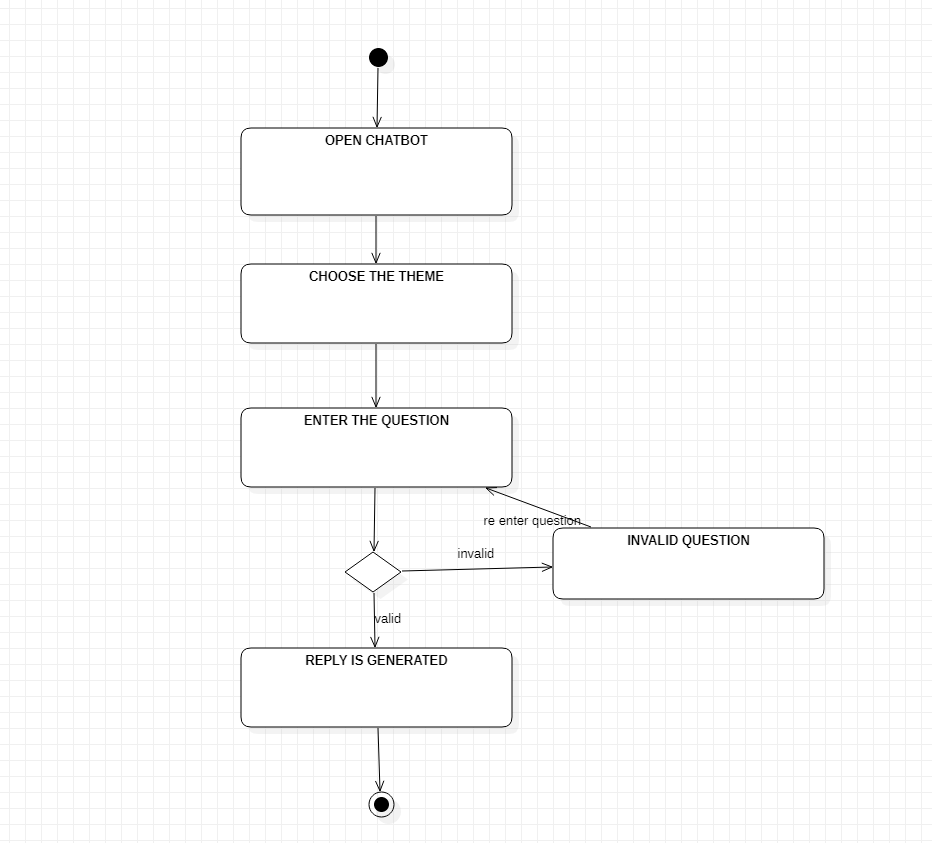 OPEN CHATBOT
CHOOSE THE THEME
ENTER THE QUESTION
re enter question
INVALID QUESTION
invalid
valid
REPLY IS GENERATED